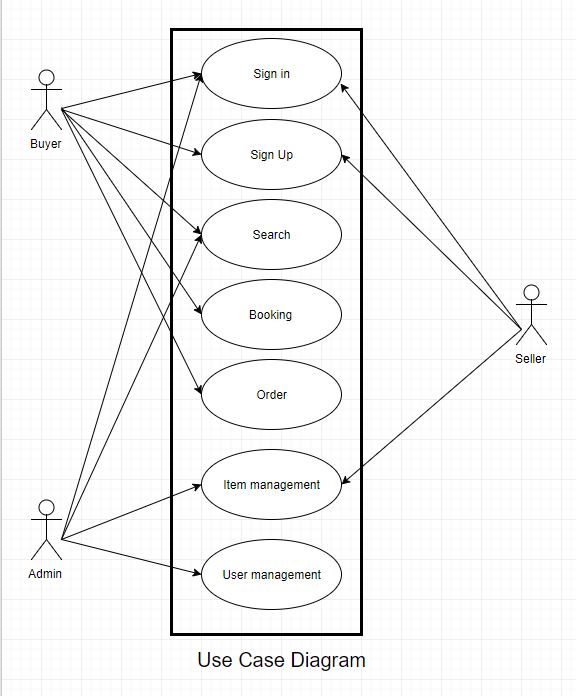 Sign in
Buyer
Sign Up
Search
Booking
Seller
Order
Item management
Admin
User management
Use Case Diagram